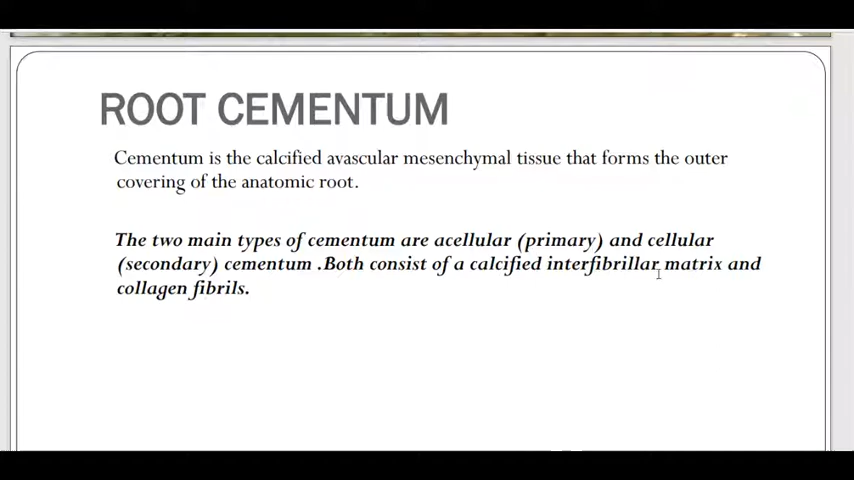 ROOT CEMENTUM
Cementum is the calcified avascular mesenchymal tissue that forms the outer
covering of the anatomic root.
The two main types of cementum are acellular (primary) and cellular
(secondary) cementum .Both consist of a calcified interfibrillar matrix and
collagen fibrils.